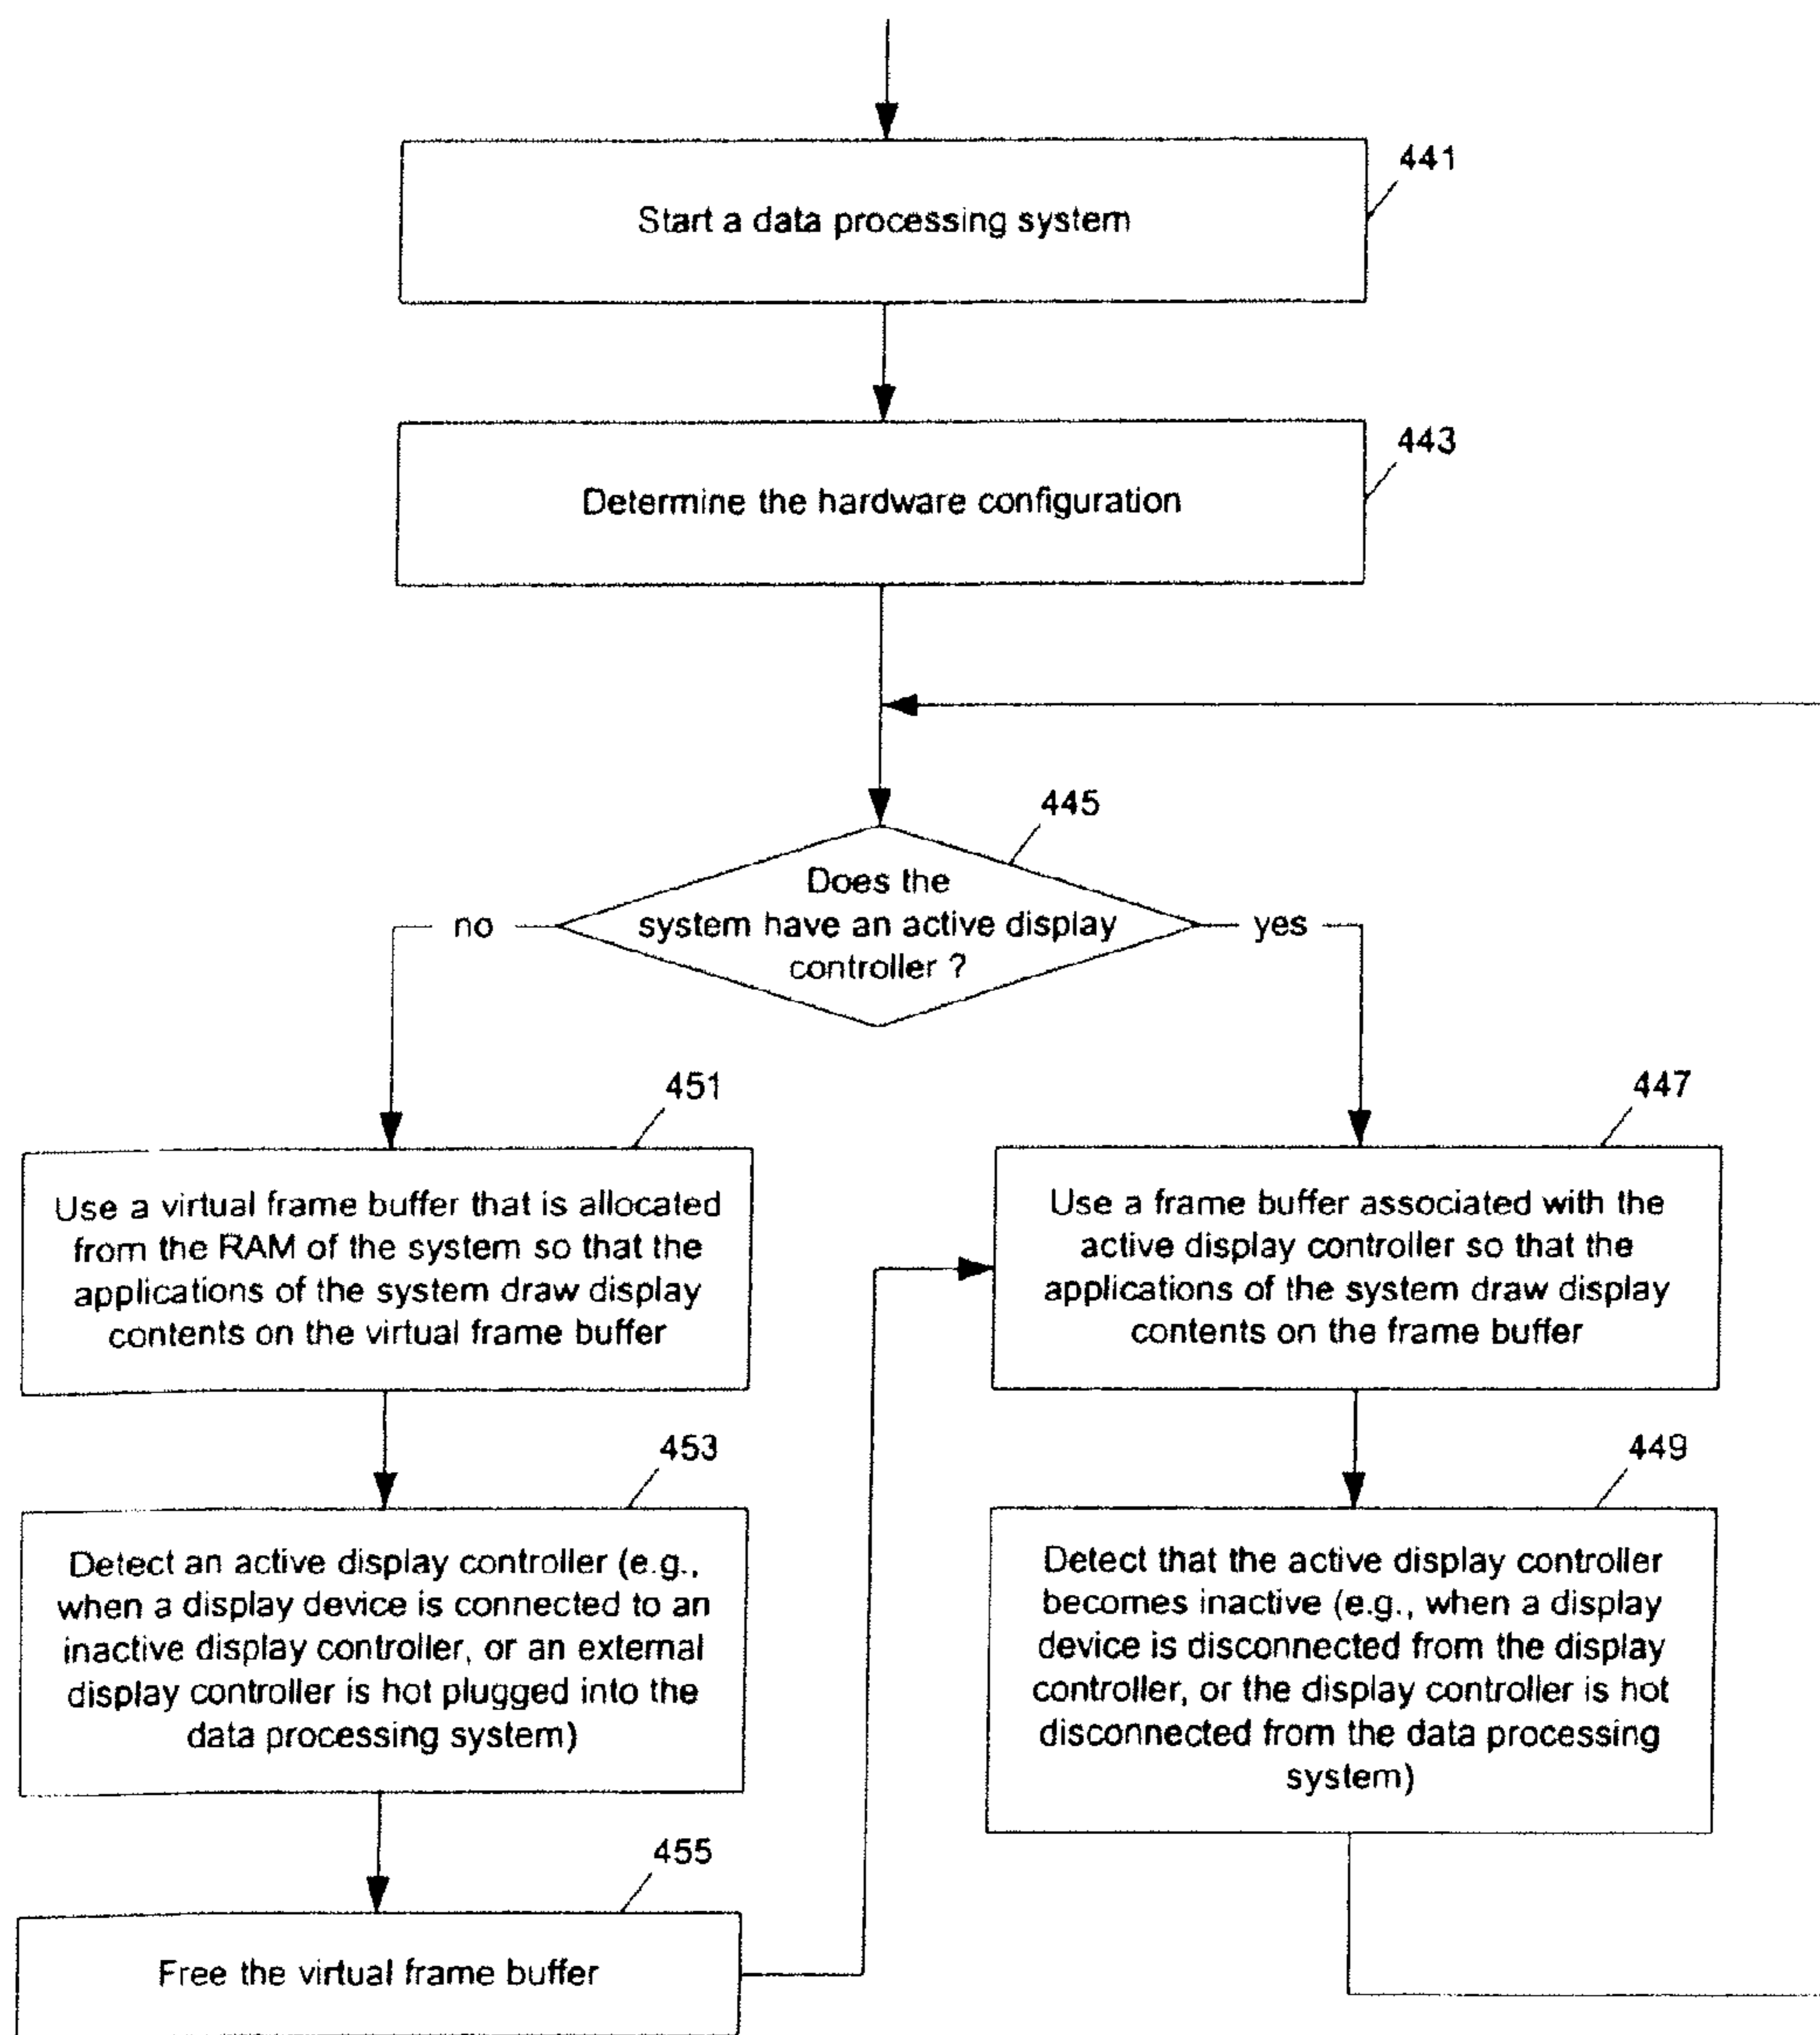 441
Start a data processing system
443
Determine the hardware configuration
445
Does the
system have an active display
controller ?
no
yes
451
Use a virtual frame buffer that is allocated
from the RAM of the system so that the
applications of the system draw display
contents on the virtual frame buffer
447
Use a frame buffer associated with the
active display controller so that the
applications of the system draw display
contents on the frame buffer
453
Detect an active display controller (e.g.,
when a display device is connected to an
inactive display controller, or an external
display controller is hot plugged into the
data processing system)
449
Detect that the active display controller
becomes inactive (e.g., when a display
device is disconnected from the display
controller, or the display controller is hot
disconnected from the data processing
system)
455
Free the virtual frame buffer